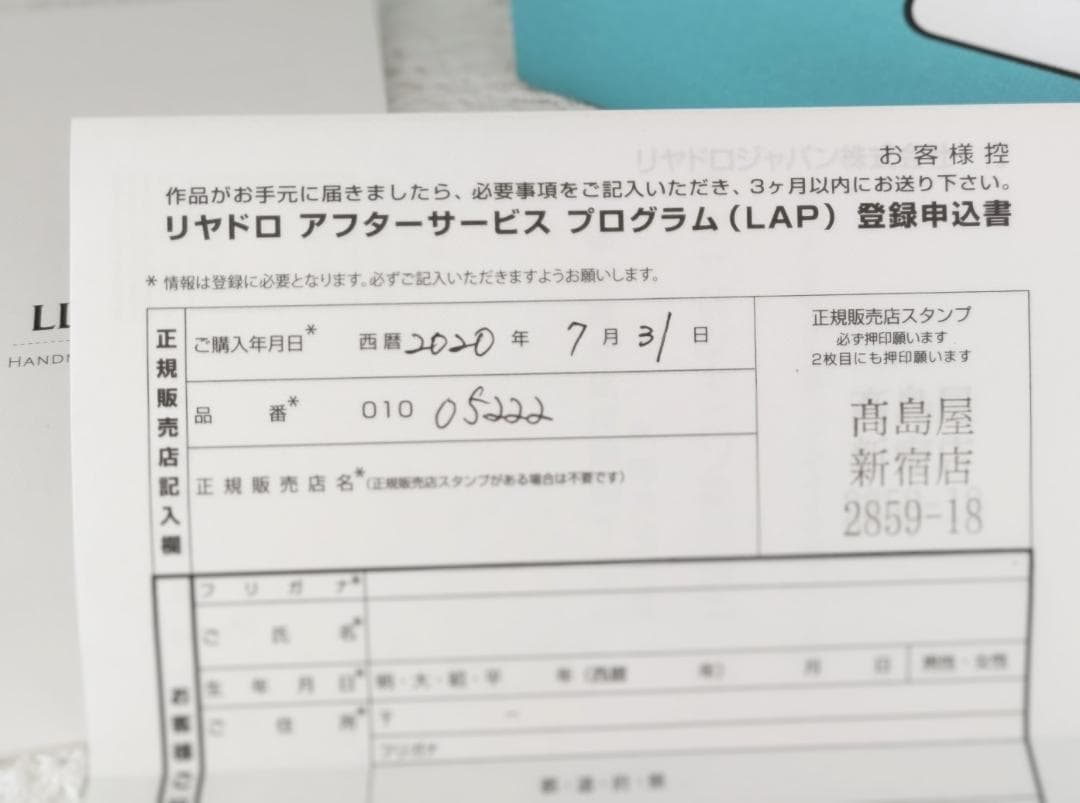 お客様控
作品がお手元に届きましたら、必要事項をご記入いただき、3ヶ月以内にお送り下さい。
リヤドロ アフターサービス プログラム(LAP) 登録申込書
* 情報は登録に必要となります。必ずご記入いただきますようお願いします。
正規販売店記入欄
ご購入年月日* 西暦2020年 7月31日
品番* 010 05222
正規販売店名*(正規販売店スタンプがある場合は不要です)
正規販売店スタンプ
必ず押印願います
2枚目にも押印願います
髙島屋
新宿店
2859-18
HANDM
フリガナ*
ご氏名*
生年月日* 明・大・昭・平 年(西暦 年) 月 日 男性・女性
ご住所* 〒 -
フリガナ
都・道・府・県